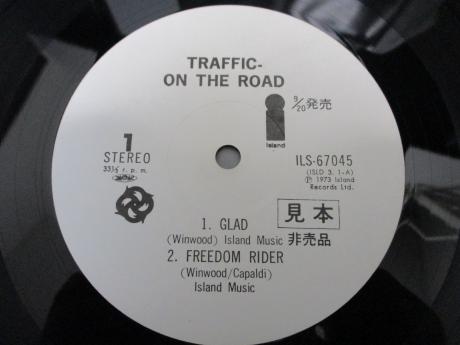 TRAFFIC-
ON THE ROAD
9/20発売
Island
1
STEREO
33⅓ r.p.m.
ILS-67045
(ISLD 3. 1-A)
Ⓟ 1973 Island
Records Ltd.
見本
非売品
1. GLAD
(Winwood) Island Music
2. FREEDOM RIDER
(Winwood/Capaldi)
Island Music